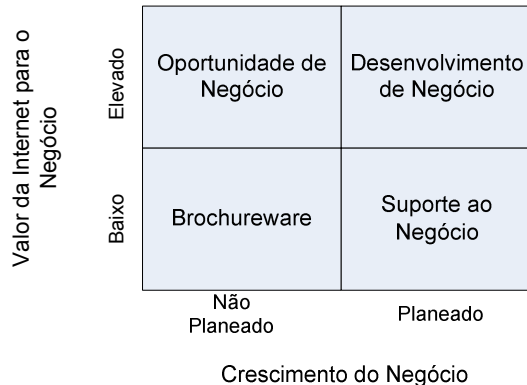 Valor da Internet para o
Negócio
Elevado
Baixo
Oportunidade de
Negócio
Desenvolvimento
de Negócio
Brochureware
Suporte ao
Negócio
Não
Planeado
Planeado
Crescimento do Negócio